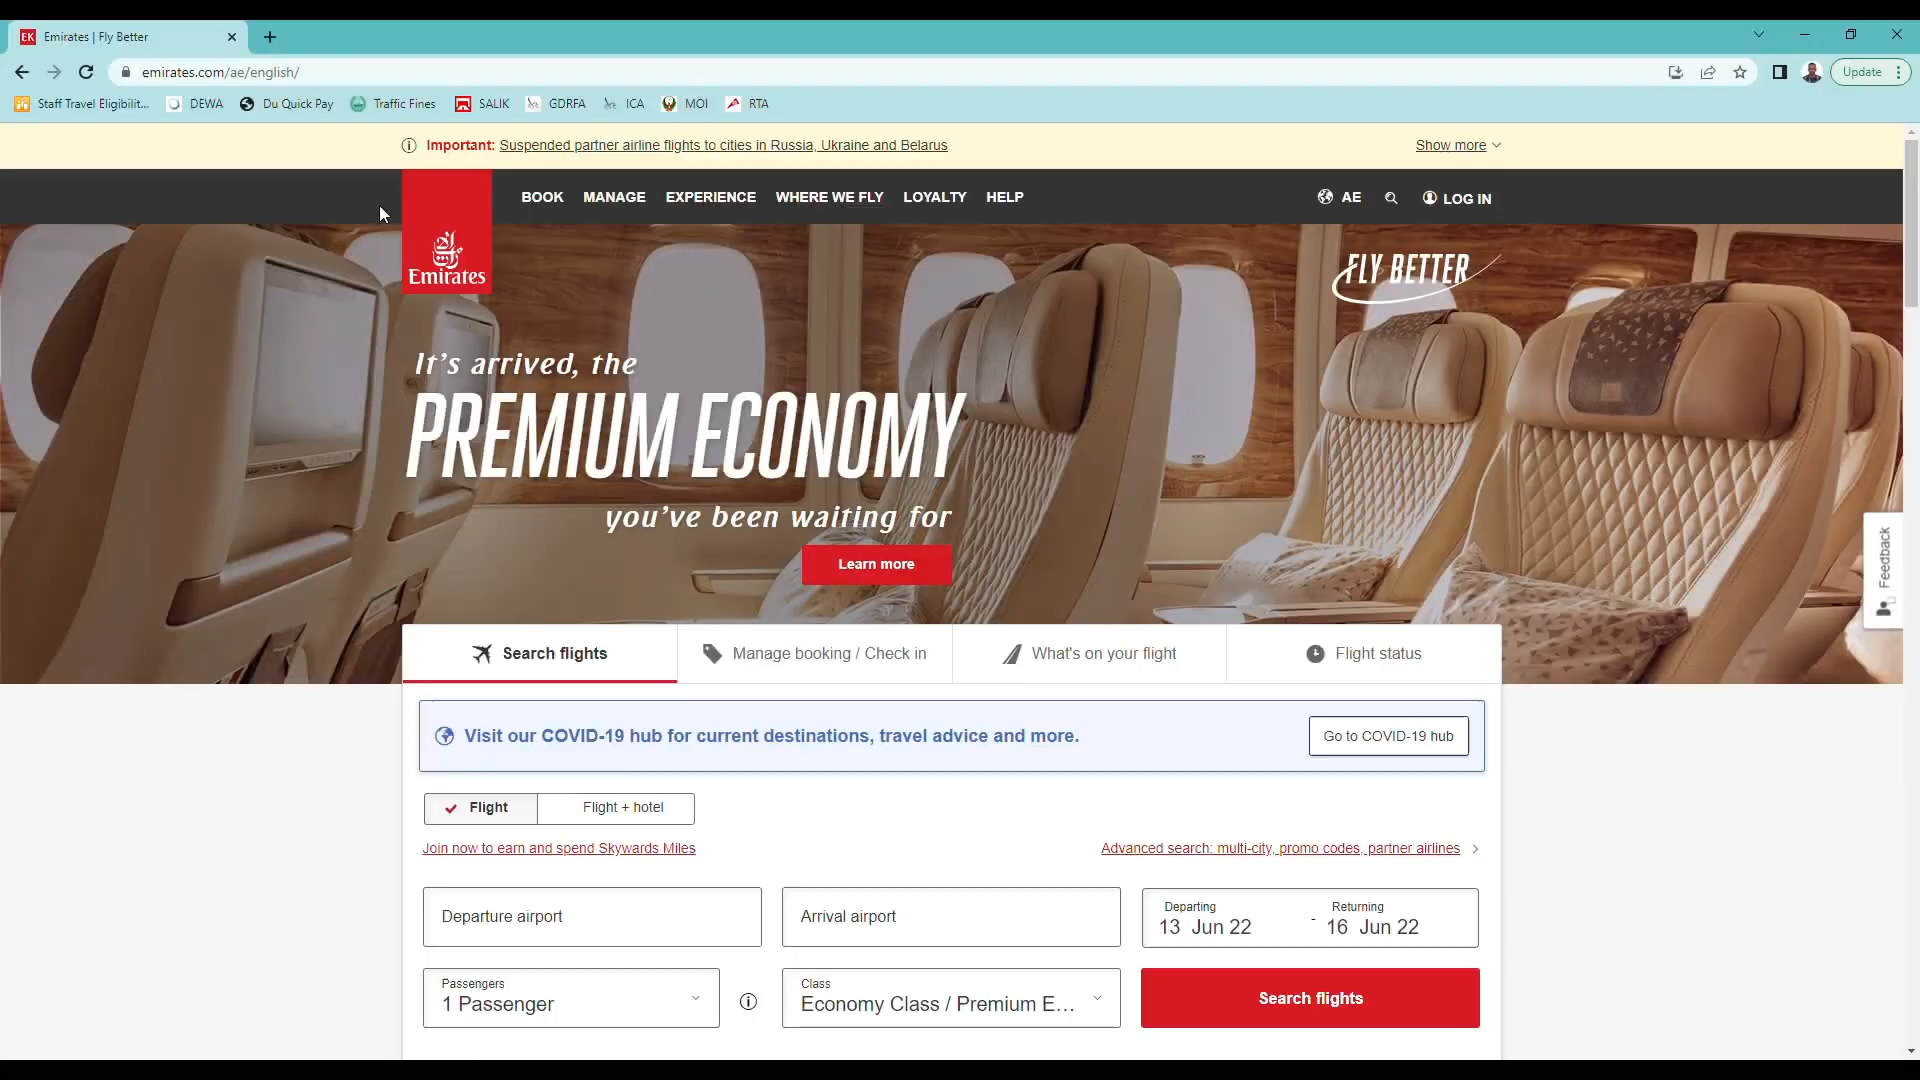 EK Emirates | Fly Better
emirates.com/ae/english/
Update
Staff Travel Eligibilit... DEWA Du Quick Pay Traffic Fines SALIK GDRFA ICA MOI RTA
Important: Suspended partner airline flights to cities in Russia, Ukraine and Belarus
Show more
BOOK MANAGE EXPERIENCE WHERE WE FLY LOYALTY HELP
AE LOG IN
Emirates
FLY BETTER
It's arrived, the
PREMIUM ECONOMY
you've been waiting for
Learn more
Feedback
Search flights
Manage booking / Check in
What's on your flight
Flight status
Visit our COVID-19 hub for current destinations, travel advice and more.
Go to COVID-19 hub
Flight
Flight + hotel
Join now to earn and spend Skywards Miles
Advanced search: multi-city, promo codes, partner airlines
Departure airport
Arrival airport
Departing
13 Jun 22
-
Returning
16 Jun 22
Passengers
1 Passenger
Class
Economy Class / Premium E...
Search flights